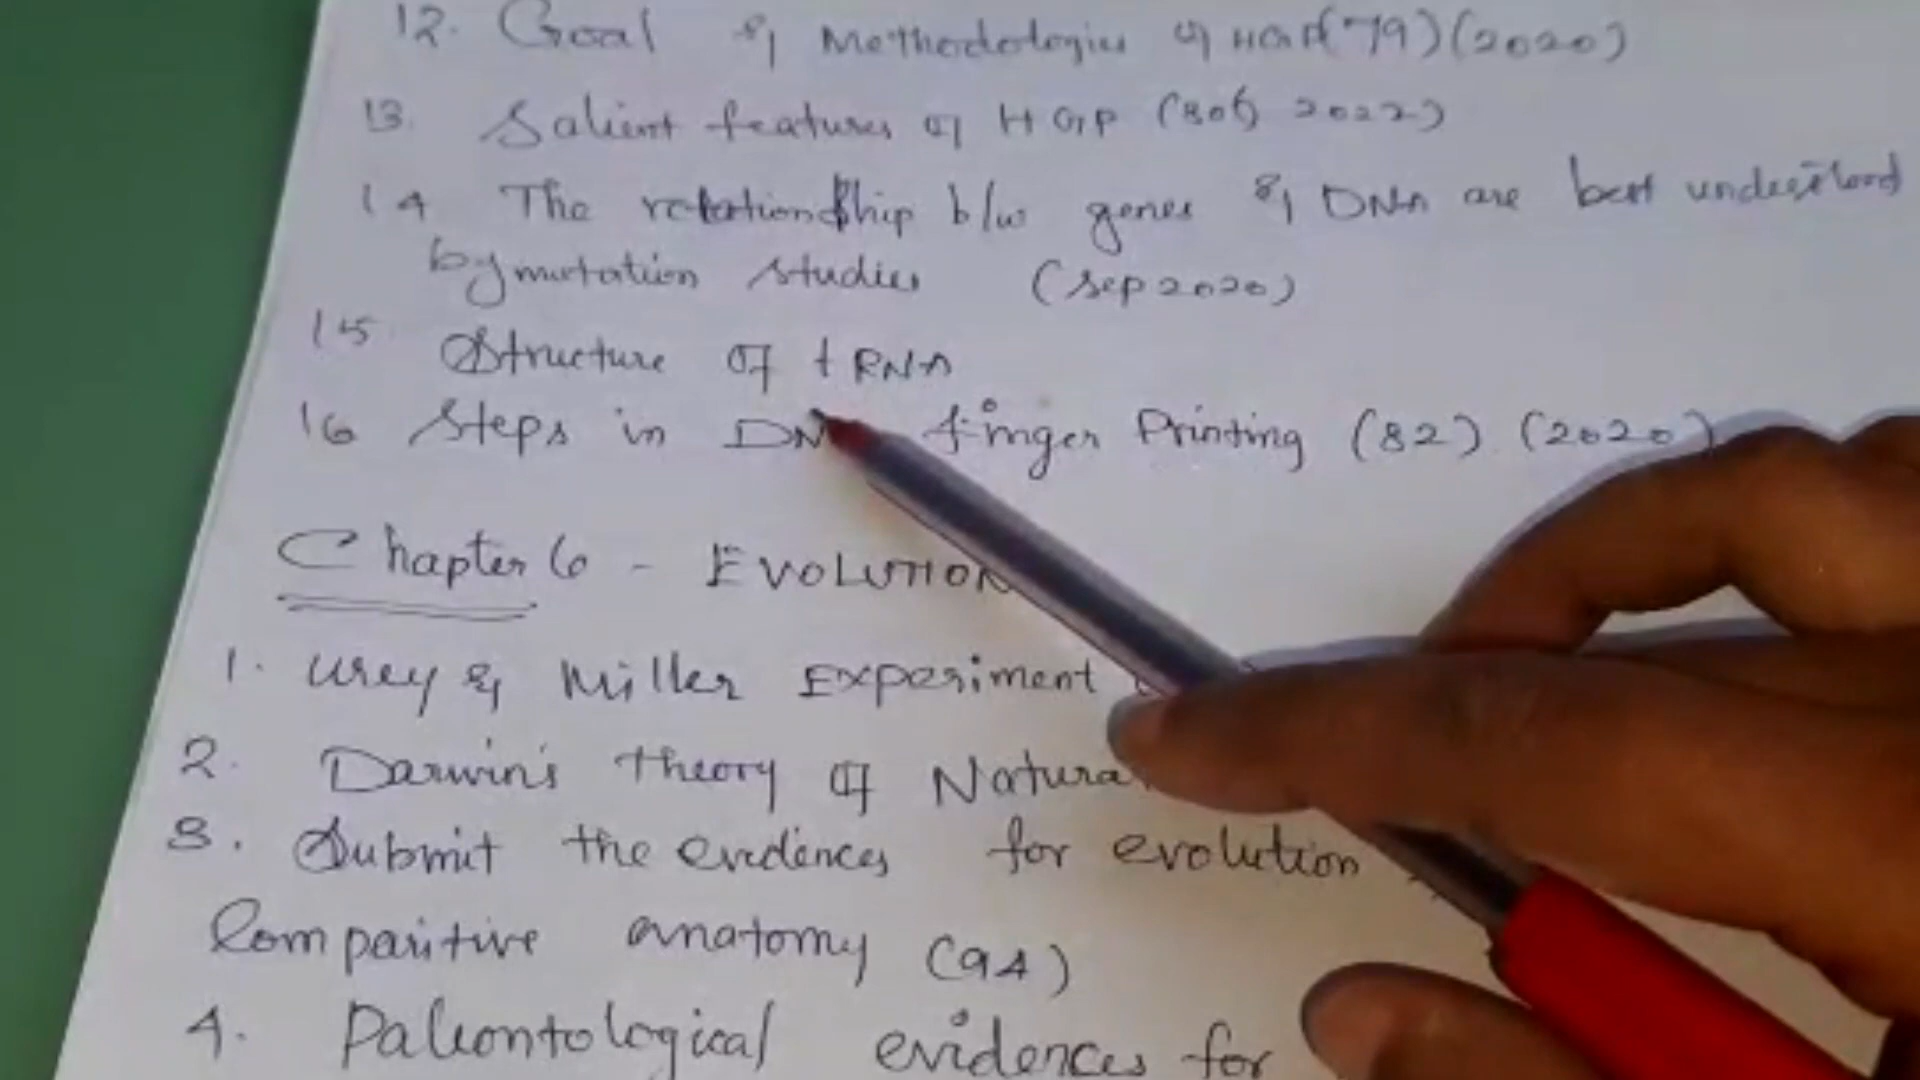 12. Goal & Methodologies of HGP (79) (2020)
13. Salient features of HGP (80) 2022)
14 The relationship b/w genes & DNA are best understood
by mutation studies (Sep 2020)
15 Structure of tRNA
16 Steps in DN finger Printing (82) (2020)
Chapter 6 - EVOLUTION
1. Urey & Miller Experiment
2. Darwin's theory of Natura
3. Submit the evidences for evolution
Compartive anatomy (94)
4. Paleontological evidences for